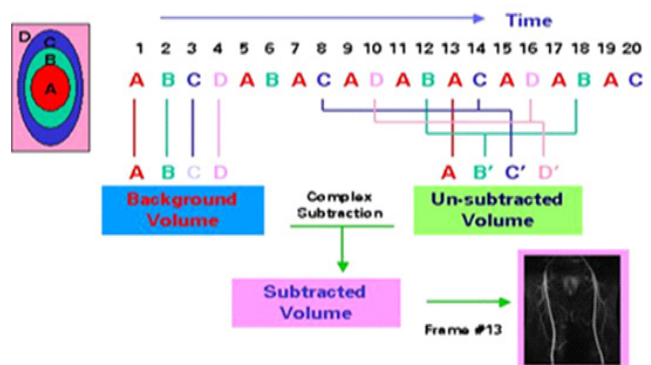 Time
D
C
B
A
1 2 3 4 5 6 7 8 9 10 11 12 13 14 15 16 17 18 19 20
A B C D A B A C A D A B A C A D A B A C
A B C D
A B' C' D'
Background
Volume
Complex
Subtraction
Un-subtracted
Volume
Subtracted
Volume
Frame #13